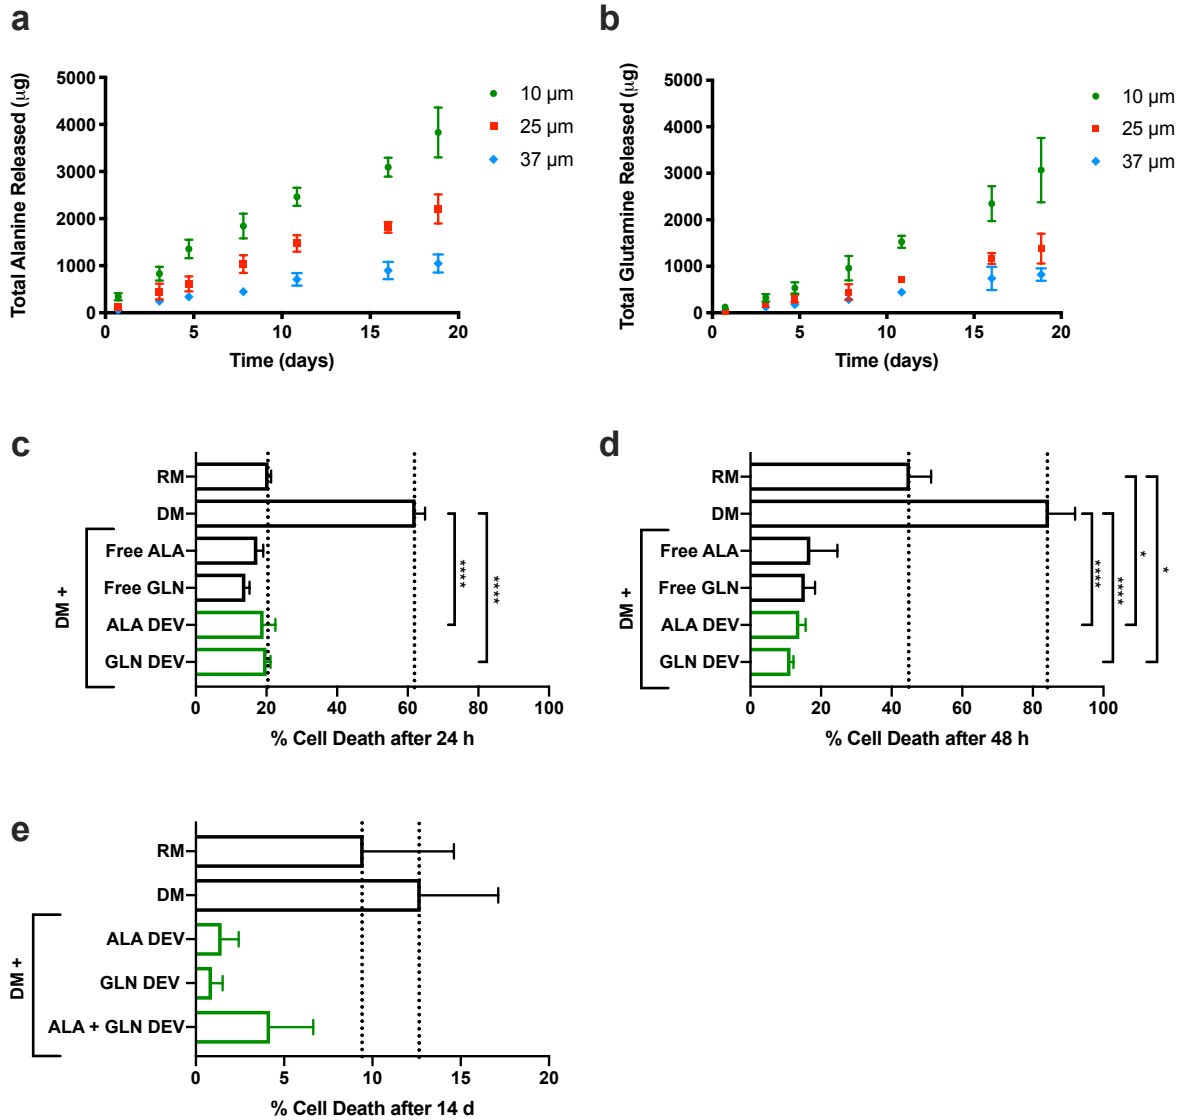 a
Total Alanine Released (μg)
5000
4000
3000
2000
1000
0
0 5 10 15 20
Time (days)
10 μm
25 μm
37 μm
b
Total Glutamine Released (μg)
5000
4000
3000
2000
1000
0
0 5 10 15 20
Time (days)
10 μm
25 μm
37 μm
c
RM
DM
DM +
Free ALA
Free GLN
ALA DEV
GLN DEV
****
****
0 20 40 60 80 100
% Cell Death after 24 h
d
RM
DM
DM +
Free ALA
Free GLN
ALA DEV
GLN DEV
****
****
*
*
0 20 40 60 80 100
% Cell Death after 48 h
e
RM
DM
DM +
ALA DEV
GLN DEV
ALA + GLN DEV
0 5 10 15 20
% Cell Death after 14 d